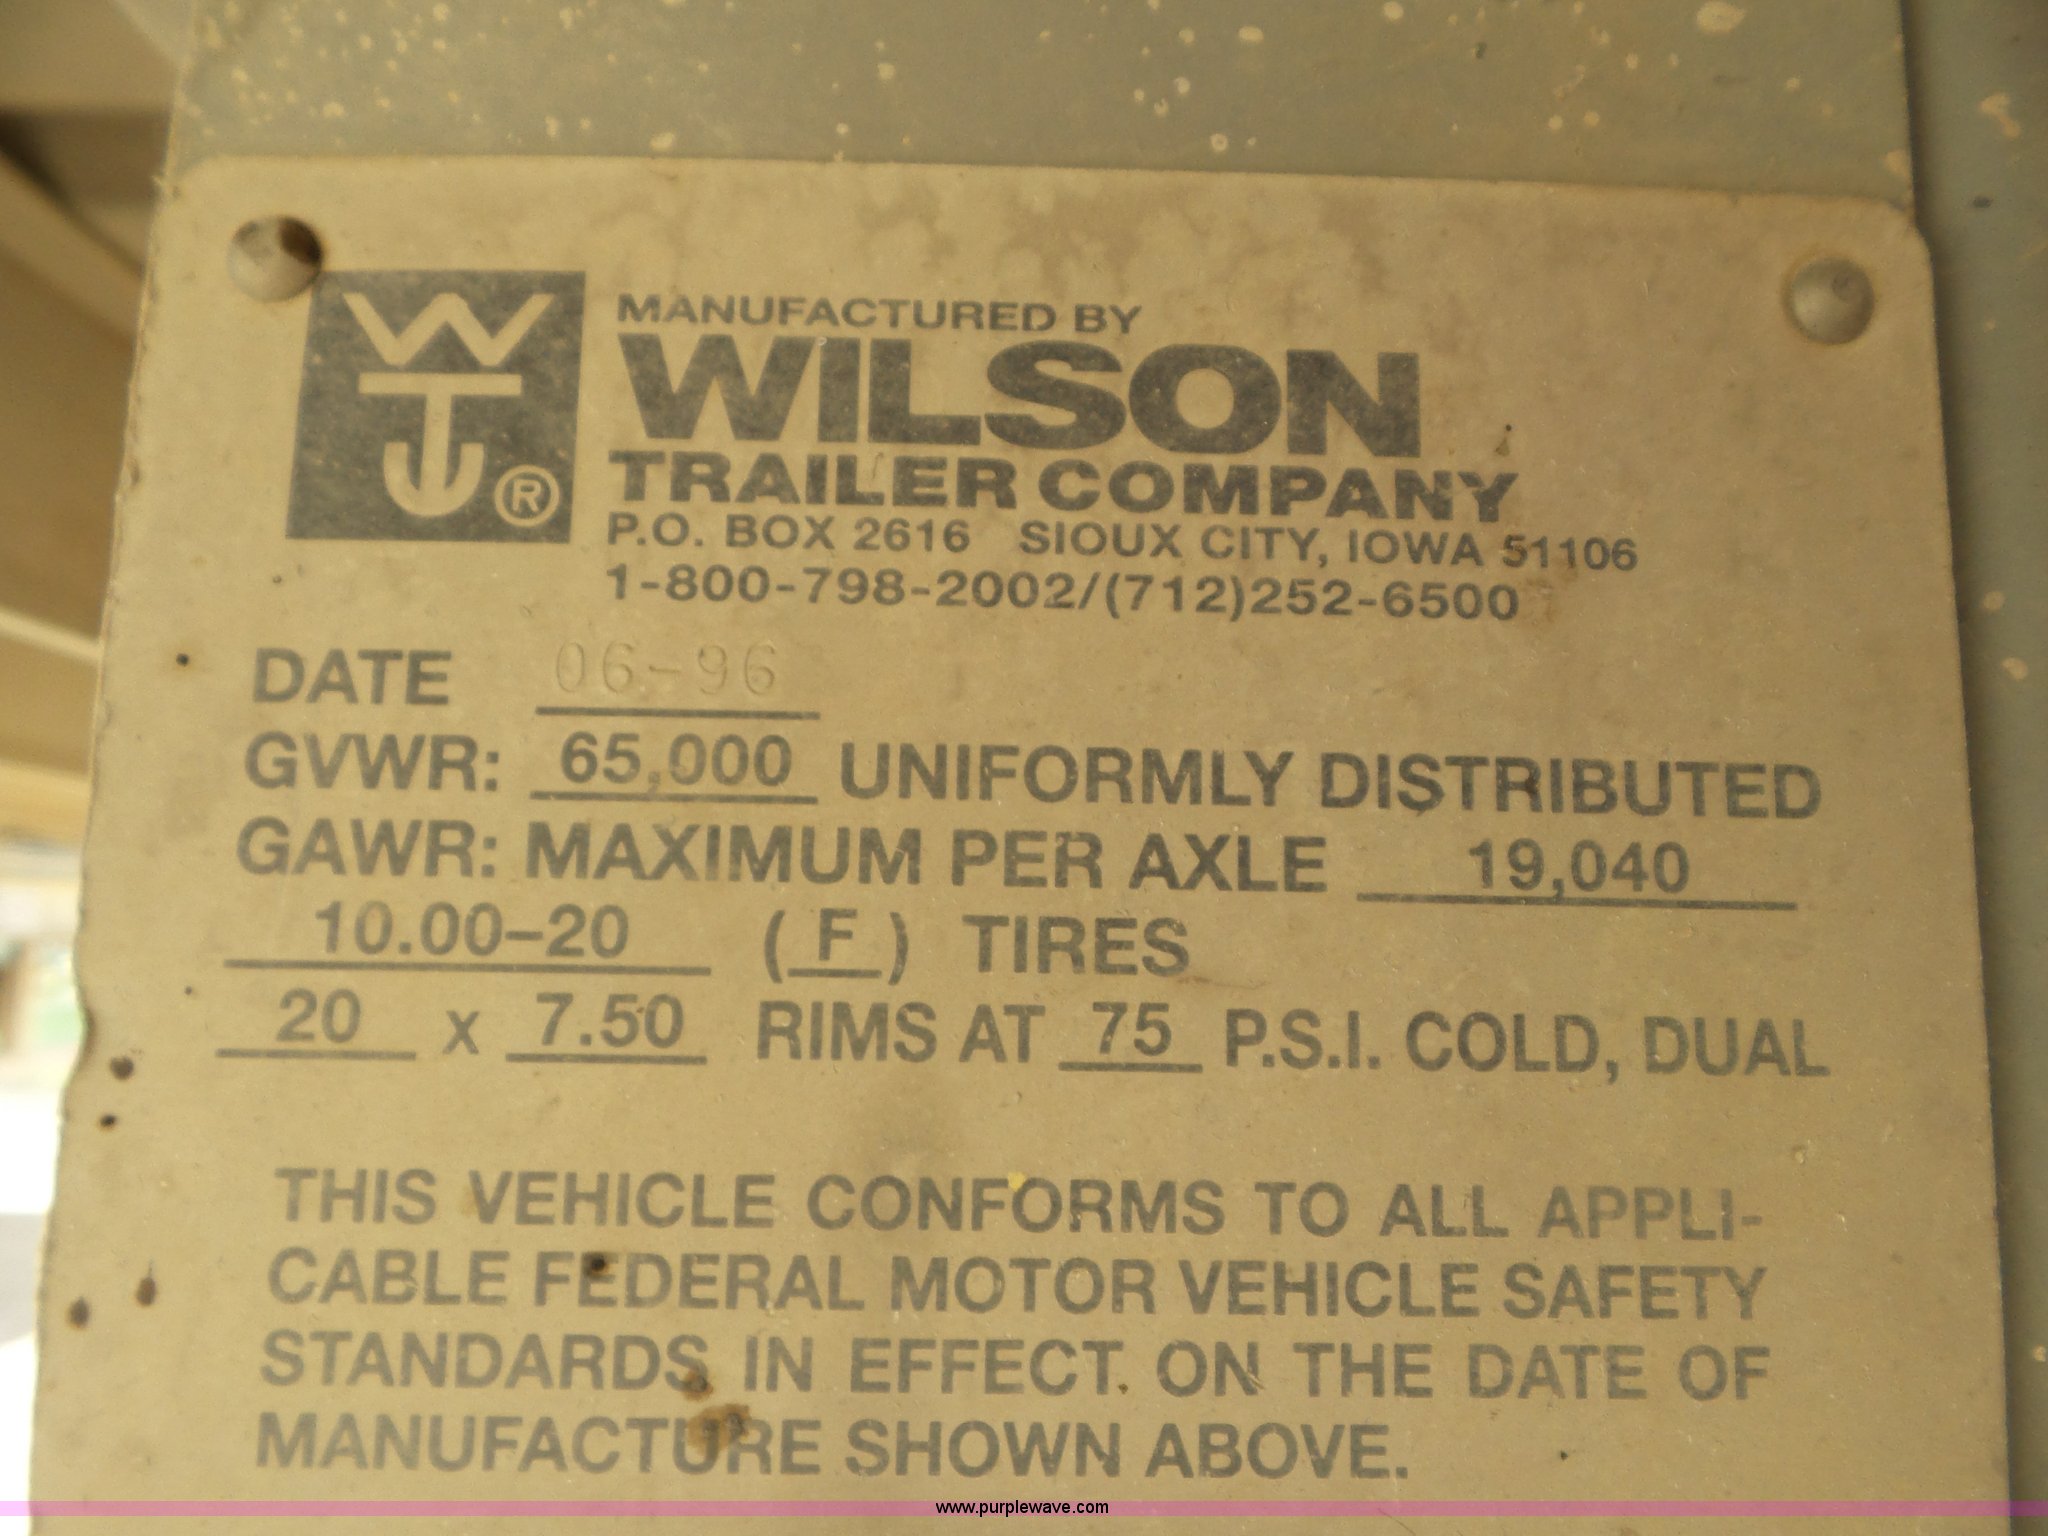 WTJ®
MANUFACTURED BY
WILSON
TRAILER COMPANY
P.O. BOX 2616 SIOUX CITY, IOWA 51106
1-800-798-2002/(712)252-6500
DATE 06-96
GVWR: 65,000 UNIFORMLY DISTRIBUTED
GAWR: MAXIMUM PER AXLE 19,040
10.00-20 (F) TIRES
20 x 7.50 RIMS AT 75 P.S.I. COLD, DUAL
THIS VEHICLE CONFORMS TO ALL APPLI-
CABLE FEDERAL MOTOR VEHICLE SAFETY
STANDARDS IN EFFECT ON THE DATE OF
MANUFACTURE SHOWN ABOVE.
www.purplewave.com